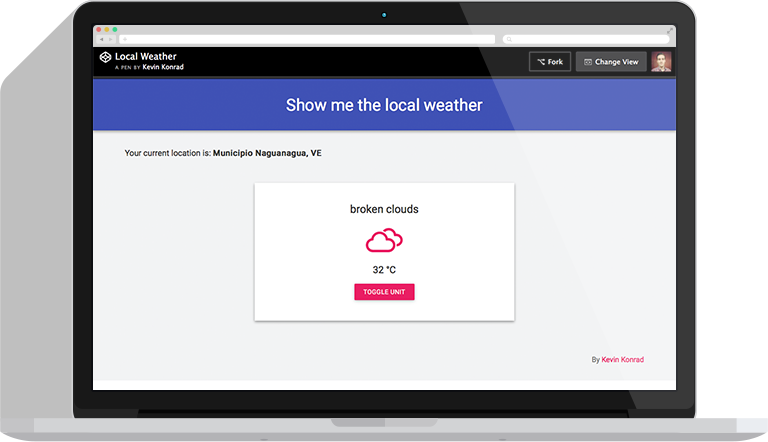 Local Weather
A PEN BY Kevin Konrad
Fork
Change View
Show me the local weather
Your current location is: Municipio Naguanagua, VE
broken clouds
32 °C
TOGGLE UNIT
By Kevin Konrad